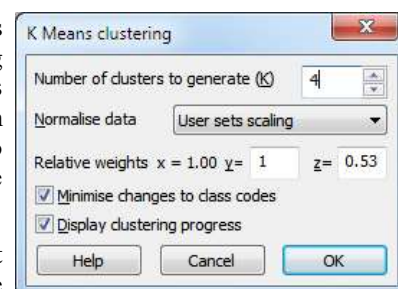 K Means clustering
Number of clusters to generate (K) 4
Normalise data User sets scaling
Relative weights x = 1.00 y= 1 z= 0.53
Minimise changes to class codes
Display clustering progress
Help Cancel OK